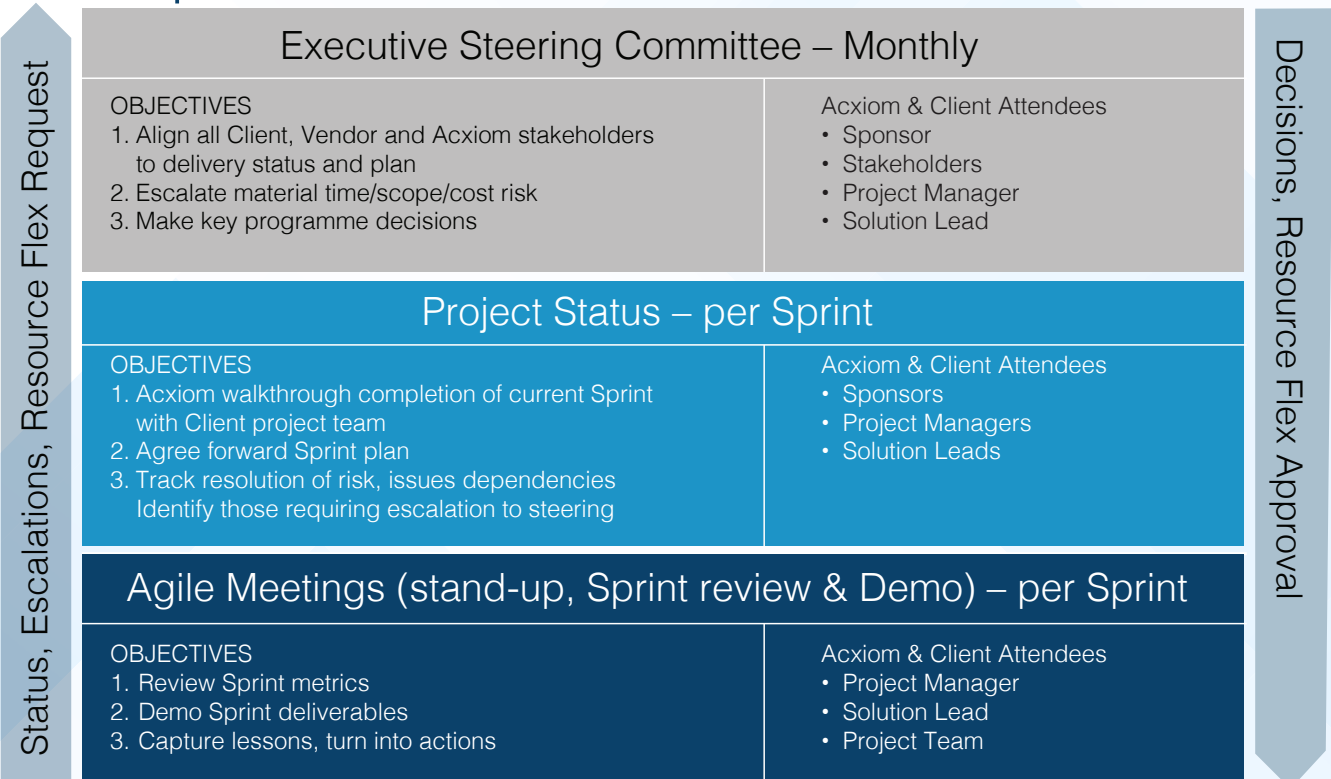 Status, Escalations, Resource Flex Request
Executive Steering Committee – Monthly
OBJECTIVES
1. Align all Client, Vendor and Acxiom stakeholders
to delivery status and plan
2. Escalate material time/scope/cost risk
3. Make key programme decisions
Acxiom & Client Attendees
• Sponsor
• Stakeholders
• Project Manager
• Solution Lead
Project Status – per Sprint
OBJECTIVES
1. Acxiom walkthrough completion of current Sprint
with Client project team
2. Agree forward Sprint plan
3. Track resolution of risk, issues dependencies
Identify those requiring escalation to steering
Acxiom & Client Attendees
• Sponsors
• Project Managers
• Solution Leads
Agile Meetings (stand-up, Sprint review & Demo) – per Sprint
OBJECTIVES
1. Review Sprint metrics
2. Demo Sprint deliverables
3. Capture lessons, turn into actions
Acxiom & Client Attendees
• Project Manager
• Solution Lead
• Project Team
Decisions, Resource Flex Approval